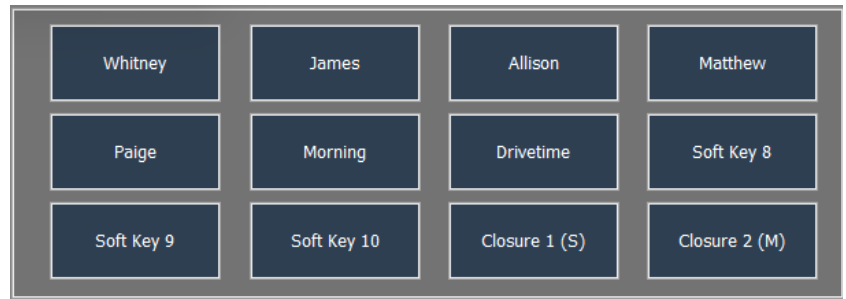 Whitney
James
Allison
Matthew
Paige
Morning
Drivetime
Soft Key 8
Soft Key 9
Soft Key 10
Closure 1 (S)
Closure 2 (M)